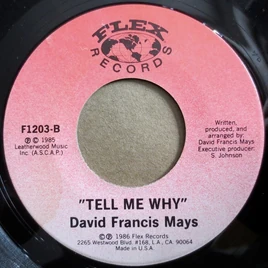 FLEX
RECORDS
F1203-B
© ℗ 1985
Leatherwood Music
Inc. (A.S.C.A.P.)
Written,
produced, and
arranged by:
David Francis Mays
Executive producer:
S. Johnson
"TELL ME WHY"
David Francis Mays
©℗ 1986 Flex Records
2265 Westwood Blvd. #168, L.A., CA. 90064
Made in U.S.A.